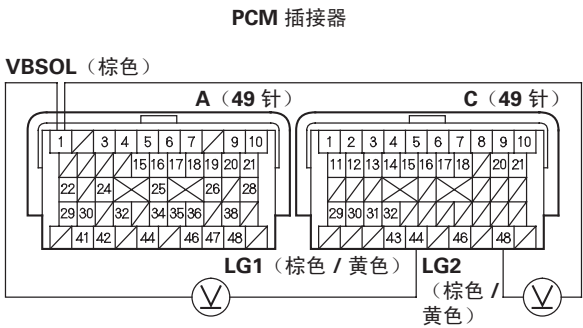 PCM 插接器
VBSOL（棕色）
A（49 针） C（49 针）
1 3 4 5 6 7 9 10 1 2 3 4 5 6 7 8 9 10
15 16 17 18 19 20 21 11 12 13 14 15 16 17 18 20 21
22 24 25 26 28
29 30 32 34 35 36 38 29 30 31 32
41 42 44 46 47 48 43 44 46 48
LG1（棕色 / 黄色） LG2
（棕色 /
黄色）
V V